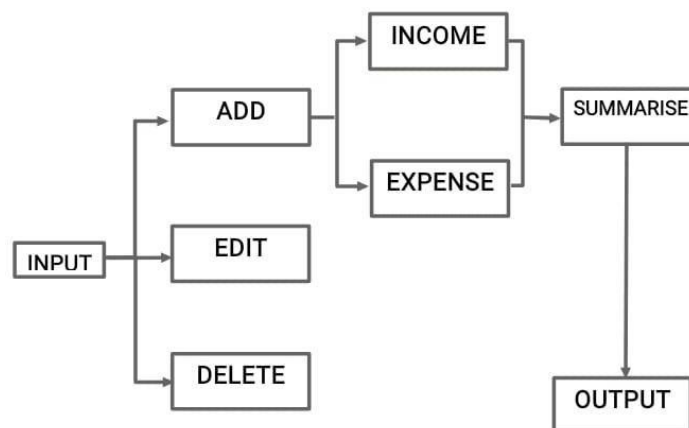 INCOME
ADD
SUMMARISE
EXPENSE
EDIT
INPUT
DELETE
OUTPUT